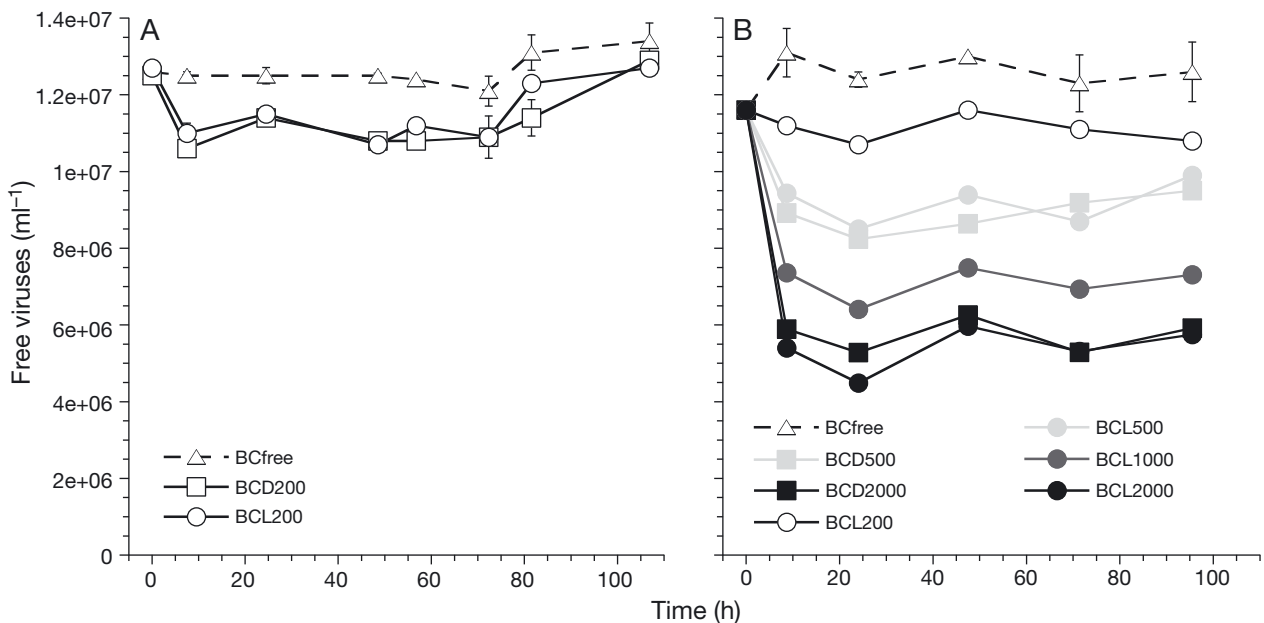 A
B
1.4e+07
1.2e+07
1e+07
8e+06
6e+06
4e+06
2e+06
0
Free viruses (ml–1)
BCfree
BCD200
BCL200
BCfree
BCD500
BCD2000
BCL200
BCL500
BCL1000
BCL2000
0 20 40 60 80 100
0 20 40 60 80 100
Time (h)